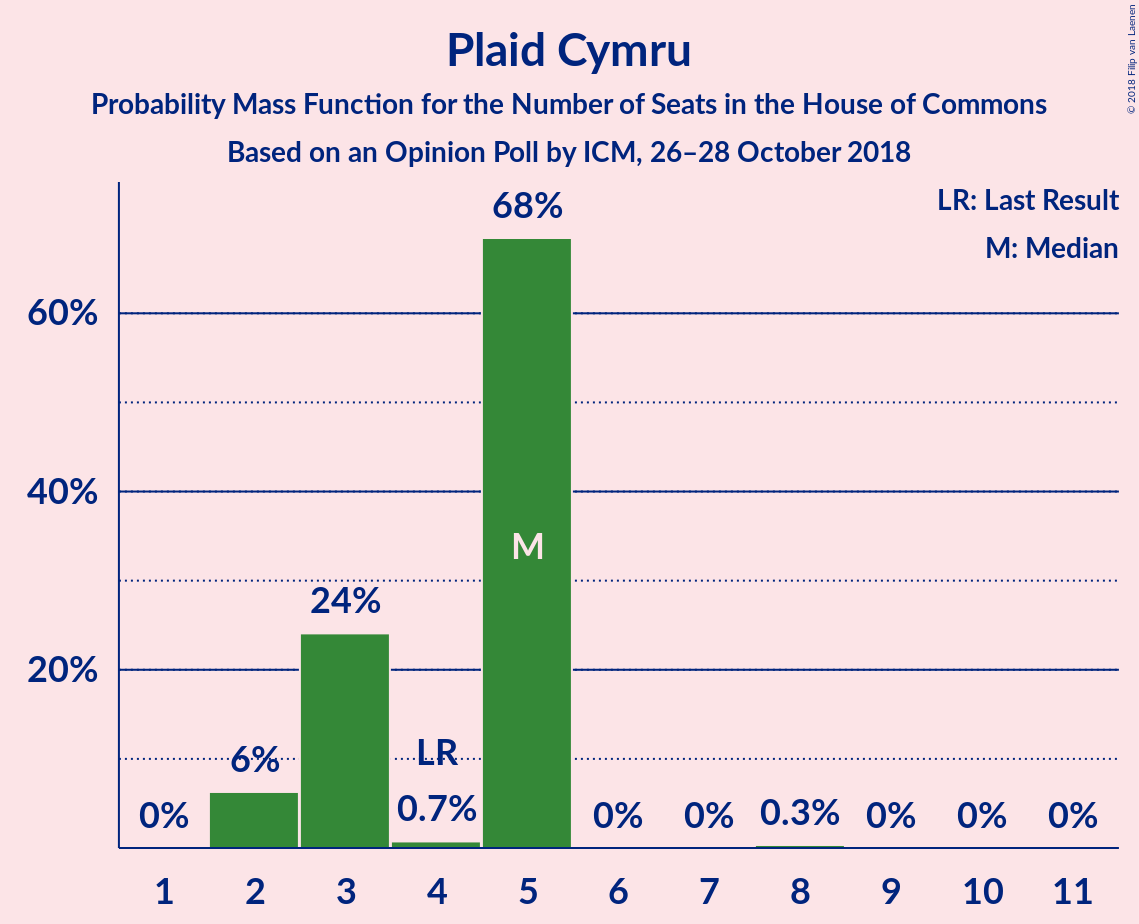 Plaid Cymru
Probability Mass Function for the Number of Seats in the House of Commons
Based on an Opinion Poll by ICM, 26–28 October 2018
© 2018 Filip van Laenen
LR: Last Result
M: Median
68%
60%
40%
M
24%
20%
6%
LR
0%
0.7%
0%
0%
0.3%
0%
0%
0%
1 2 3 4 5 6 7 8 9 10 11